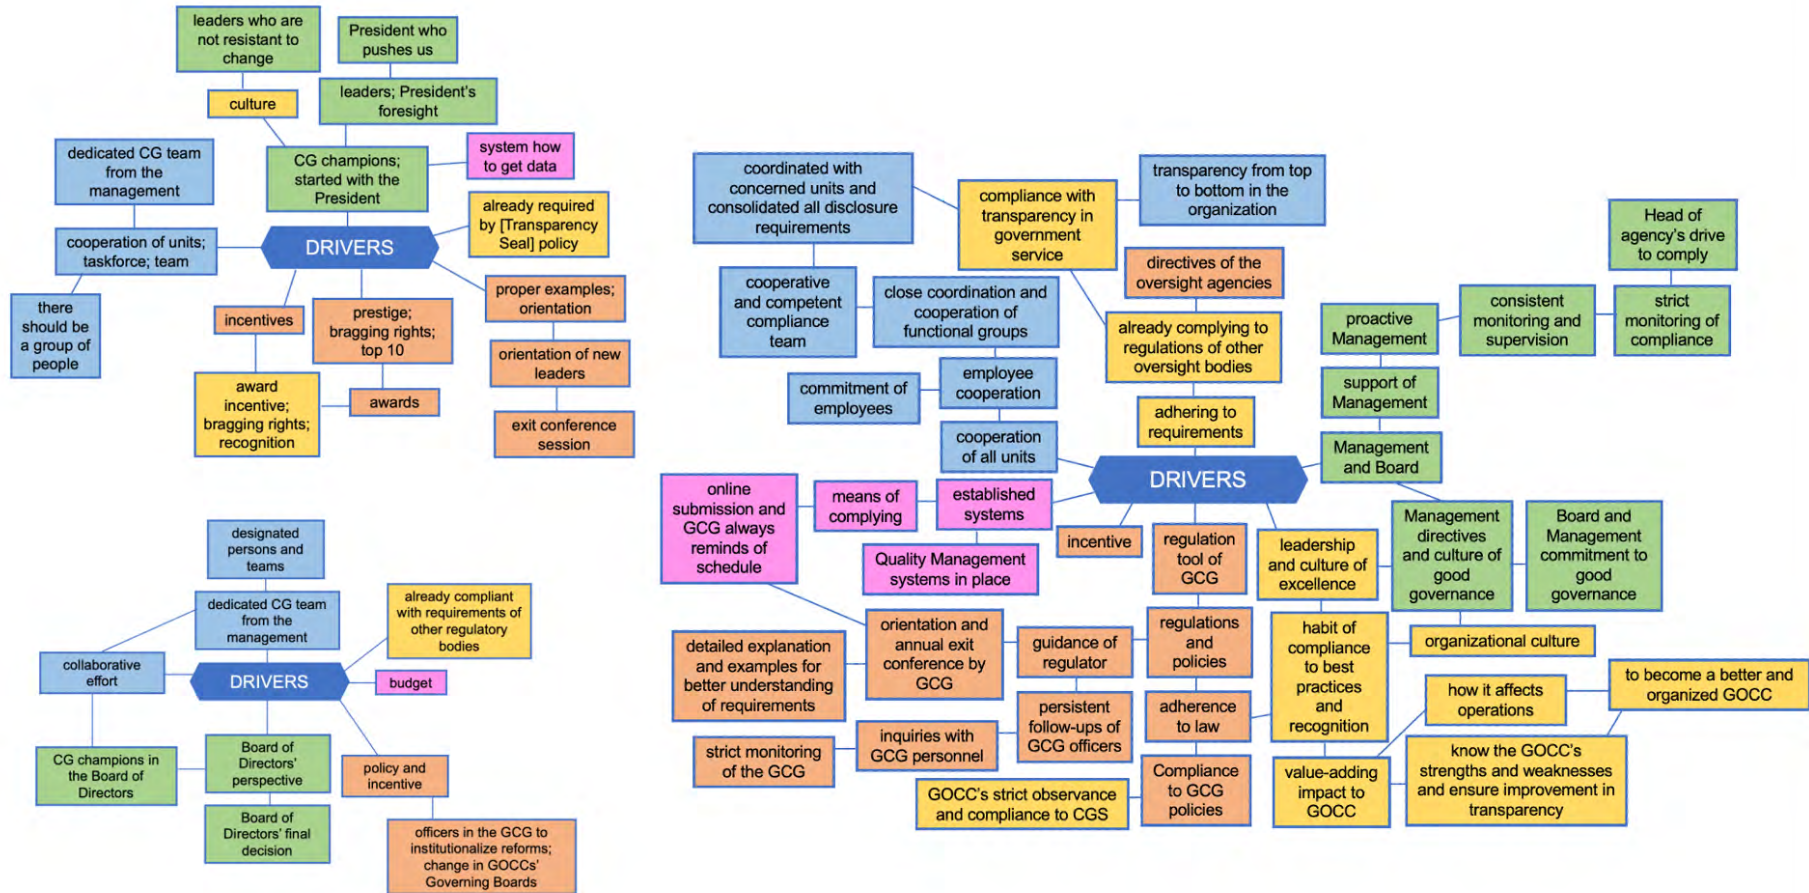 leaders who are
not resistant to
change
President who
pushes us
culture
leaders; President's
foresight
dedicated CG team
from the
management
CG champions;
started with the
President
system how
to get data
already required
by [Transparency
Seal] policy
cooperation of units;
taskforce; team
DRIVERS
there
should be
a group of
people
incentives
prestige;
bragging rights;
top 10
proper examples;
orientation
orientation of new
leaders
award
incentive;
bragging rights;
recognition
awards
exit conference
session
designated
persons and
teams
dedicated CG team
from the
management
already compliant
with requirements of
other regulatory
bodies
collaborative
effort
DRIVERS
budget
CG champions in
the Board of
Directors
Board of
Directors'
perspective
policy and
incentive
Board of
Directors' final
decision
officers in the GCG to
institutionalize reforms;
change in GOCCs'
Governing Boards
coordinated with
concerned units and
consolidated all disclosure
requirements
compliance with
transparency in
government
service
transparency from top
to bottom in the
organization
Head of
agency's drive
to comply
directives of the
oversight agencies
cooperative
and competent
compliance
team
close coordination and
cooperation of
functional groups
already complying to
regulations of other
oversight bodies
proactive
Management
consistent
monitoring and
supervision
strict
monitoring of
compliance
commitment of
employees
employee
cooperation
adhering to
requirements
support of
Management
cooperation
of all units
Management
and Board
DRIVERS
online
submission and
GCG always
reminds of
schedule
means of
complying
established
systems
Quality Management
systems in place
incentive
regulation
tool of
GCG
leadership
and culture of
excellence
Management
directives
and culture of
good
governance
Board and
Management
commitment to
good
governance
detailed explanation
and examples for
better understanding
of requirements
orientation and
annual exit
conference by
GCG
guidance of
regulator
regulations
and
policies
habit of
compliance
to best
practices
and
recognition
organizational culture
strict monitoring
of the GCG
inquiries with
GCG personnel
persistent
follow-ups of
GCG officers
adherence
to law
how it affects
operations
to become a better and
organized GOCC
GOCC's strict observance
and compliance to CGS
Compliance
to GCG
policies
value-adding
impact to
GOCC
know the GOCC's
strengths and weaknesses
and ensure improvement in
transparency